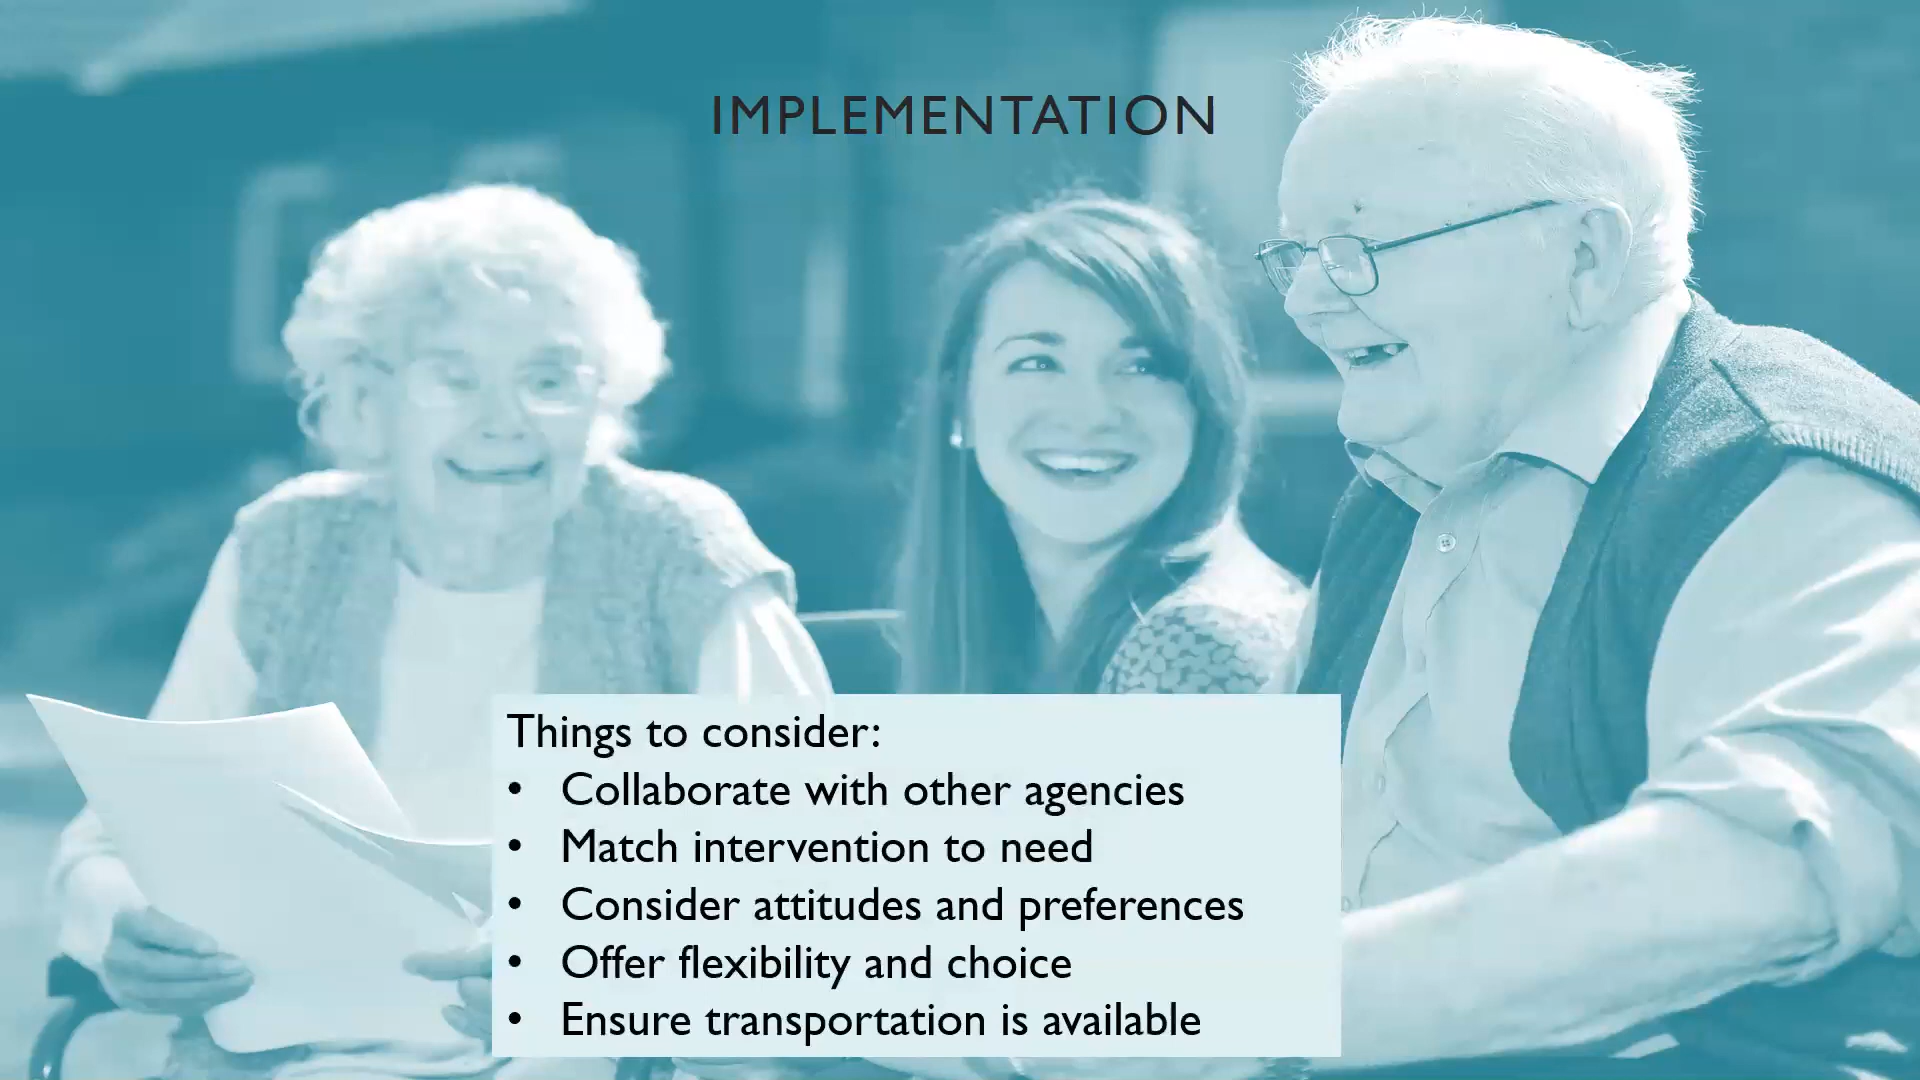 IMPLEMENTATION
Things to consider:
• Collaborate with other agencies
• Match intervention to need
• Consider attitudes and preferences
• Offer flexibility and choice
• Ensure transportation is available